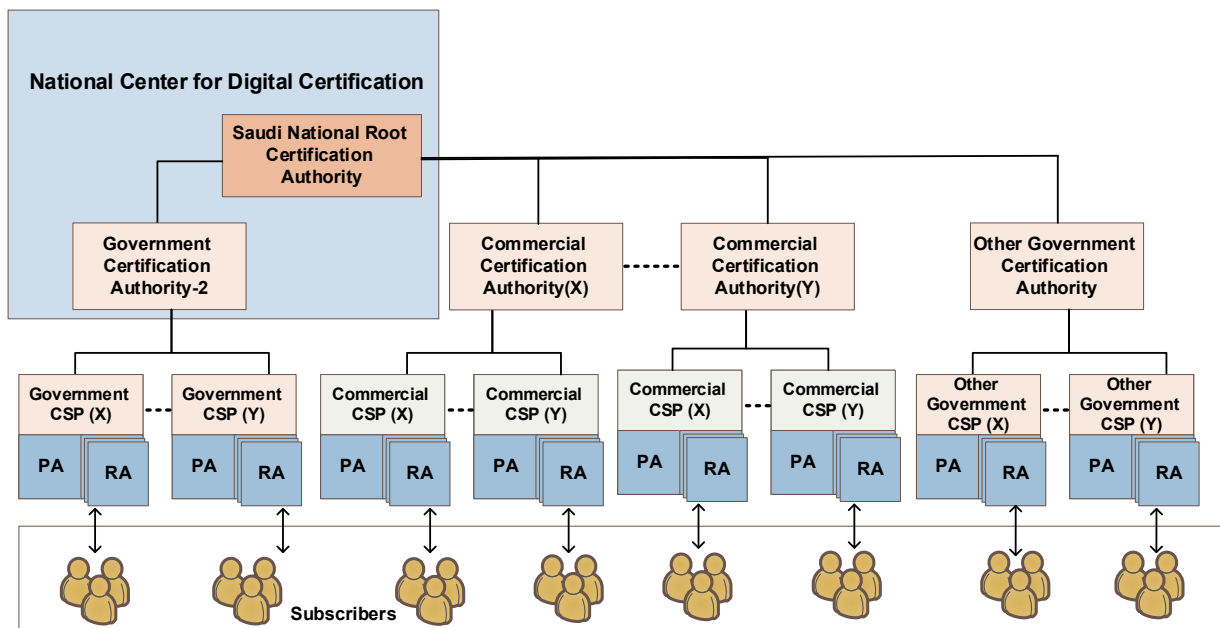 National Center for Digital Certification
Saudi National Root
Certification
Authority
Government
Certification
Authority-2
Commercial
Certification
Authority(X)
Commercial
Certification
Authority(Y)
Other Government
Certification
Authority
Government
CSP (X)
Government
CSP (Y)
Commercial
CSP (X)
Commercial
CSP (Y)
Commercial
CSP (X)
Commercial
CSP (Y)
Other
Government
CSP (X)
Other
Government
CSP (Y)
PA
RA
PA
RA
PA
RA
PA
RA
PA
RA
PA
RA
PA
RA
PA
RA
Subscribers